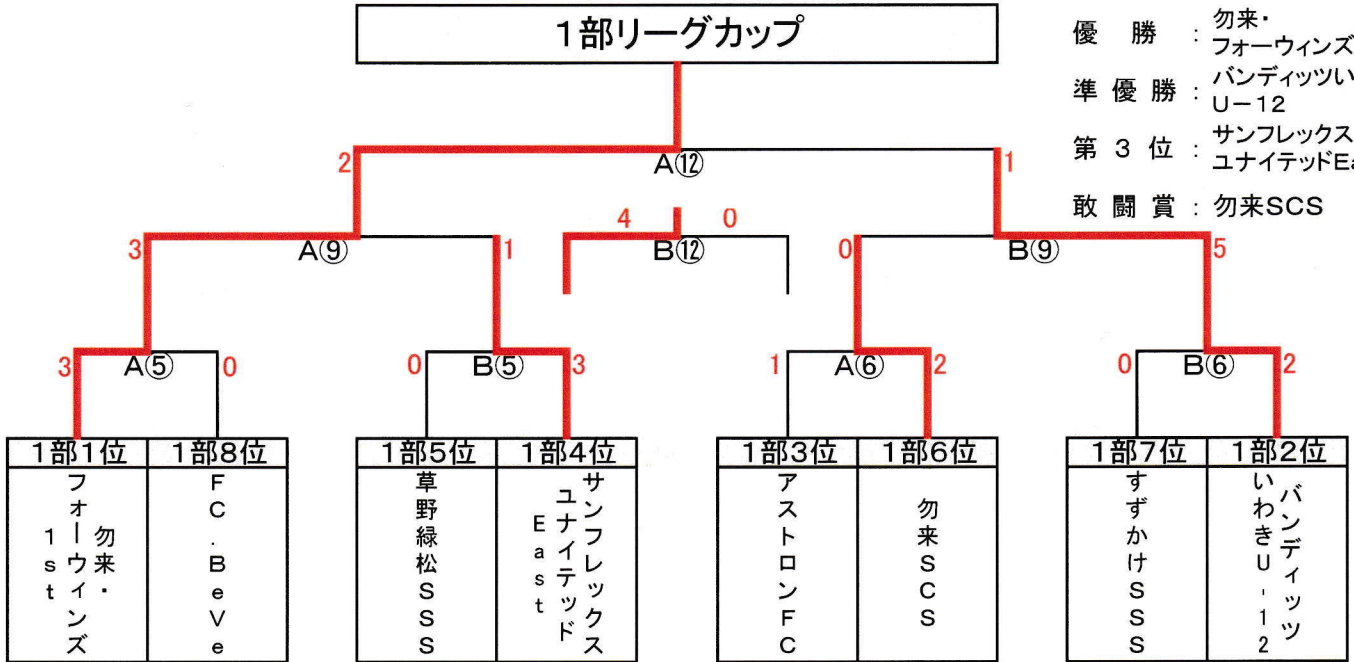 1部リーグカップ
優勝:勿来・
フォーウィンズ
準優勝:バンディッツい
U-12
第3位:サンフレックス
ユナイテッドEa
敢闘賞:勿来SCS
2 A⑫ 1
4 0
3 A⑨ 1 B⑫ 0 B⑨ 5
3 A⑤ 0 0 B⑤ 3 1 A⑥ 2 0 B⑥ 2
1部1位 1部8位 1部5位 1部4位 1部3位 1部6位 1部7位 1部2位
勿来・
フォーウィンズ
1st
FC.BeVe
草野緑松SSS
サンフレックス
ユナイテッド
East
アストロンFC
勿来SCS
すずかけSSS
バンディッツ
いわきU-12